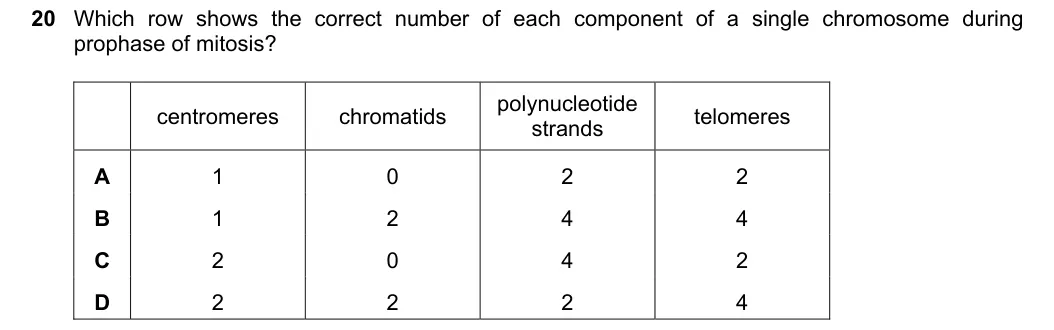 20 Which row shows the correct number of each component of a single chromosome during
prophase of mitosis?
centromeres chromatids polynucleotide strands telomeres
A 1 0 2 2
B 1 2 4 4
C 2 0 4 2
D 2 2 2 4